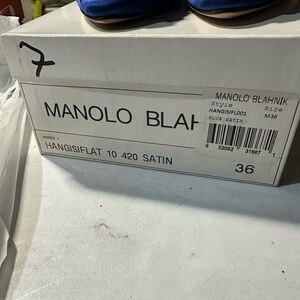 7
MANOLO BLAH
HANGISIFLAT 10 420 SATIN
36
MANOLO BLAHNIK
Style Size
HANGISIFL001 M36
BLUE SATIN